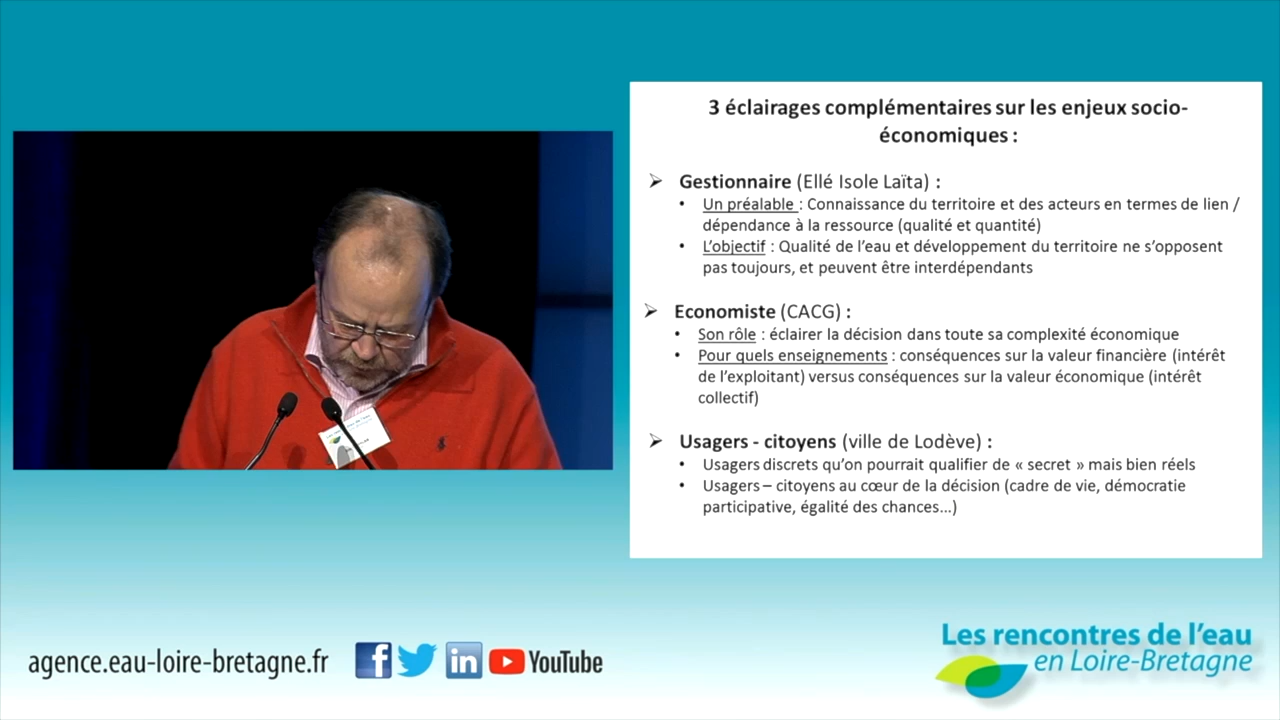 3 éclairages complémentaires sur les enjeux socio-
économiques :
➢ Gestionnaire (Ellé Isole Laïta) :
• Un préalable : Connaissance du territoire et des acteurs en termes de lien /
dépendance à la ressource (qualité et quantité)
• L'objectif : Qualité de l'eau et développement du territoire ne s'opposent
pas toujours, et peuvent être interdépendants
➢ Economiste (CACG) :
• Son rôle : éclairer la décision dans toute sa complexité économique
• Pour quels enseignements : conséquences sur la valeur financière (intérêt
de l'exploitant) versus conséquences sur la valeur économique (intérêt
collectif)
➢ Usagers - citoyens (ville de Lodève) :
• Usagers discrets qu'on pourrait qualifier de « secret » mais bien réels
• Usagers – citoyens au cœur de la décision (cadre de vie, démocratie
participative, égalité des chances...)
agence.eau-loire-bretagne.fr
f
in
YouTube
Les rencontres de l'eau
en Loire-Bretagne